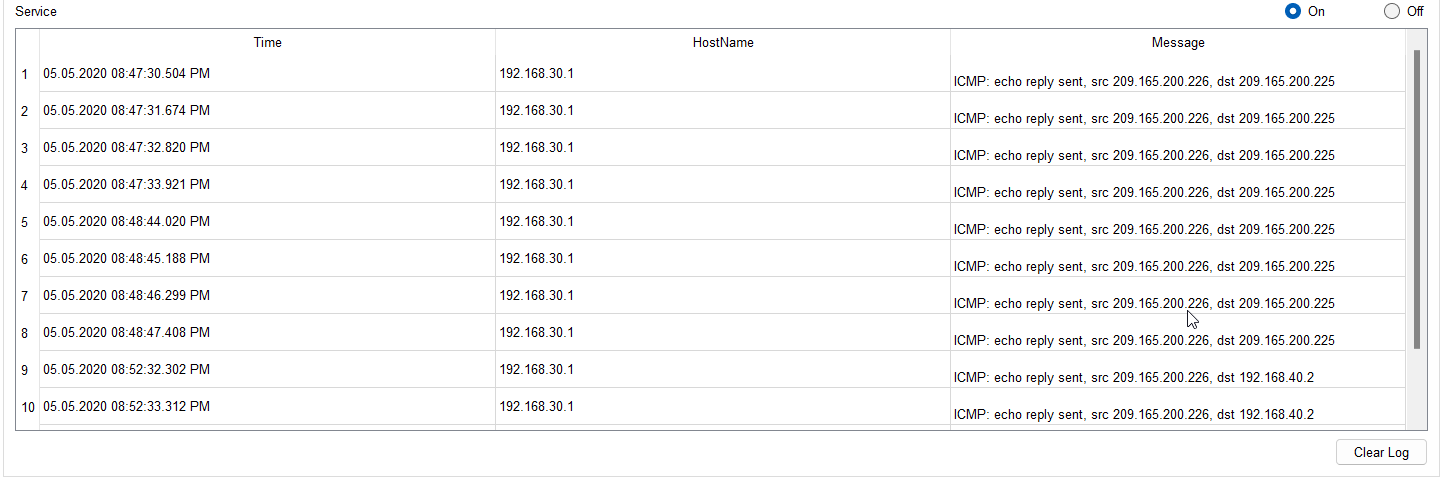 Service On Off
Time HostName Message
1 05.05.2020 08:47:30.504 PM 192.168.30.1 ICMP: echo reply sent, src 209.165.200.226, dst 209.165.200.225
2 05.05.2020 08:47:31.674 PM 192.168.30.1 ICMP: echo reply sent, src 209.165.200.226, dst 209.165.200.225
3 05.05.2020 08:47:32.820 PM 192.168.30.1 ICMP: echo reply sent, src 209.165.200.226, dst 209.165.200.225
4 05.05.2020 08:47:33.921 PM 192.168.30.1 ICMP: echo reply sent, src 209.165.200.226, dst 209.165.200.225
5 05.05.2020 08:48:44.020 PM 192.168.30.1 ICMP: echo reply sent, src 209.165.200.226, dst 209.165.200.225
6 05.05.2020 08:48:45.188 PM 192.168.30.1 ICMP: echo reply sent, src 209.165.200.226, dst 209.165.200.225
7 05.05.2020 08:48:46.299 PM 192.168.30.1 ICMP: echo reply sent, src 209.165.200.226, dst 209.165.200.225
8 05.05.2020 08:48:47.408 PM 192.168.30.1 ICMP: echo reply sent, src 209.165.200.226, dst 209.165.200.225
9 05.05.2020 08:52:32.302 PM 192.168.30.1 ICMP: echo reply sent, src 209.165.200.226, dst 192.168.40.2
10 05.05.2020 08:52:33.312 PM 192.168.30.1 ICMP: echo reply sent, src 209.165.200.226, dst 192.168.40.2
Clear Log